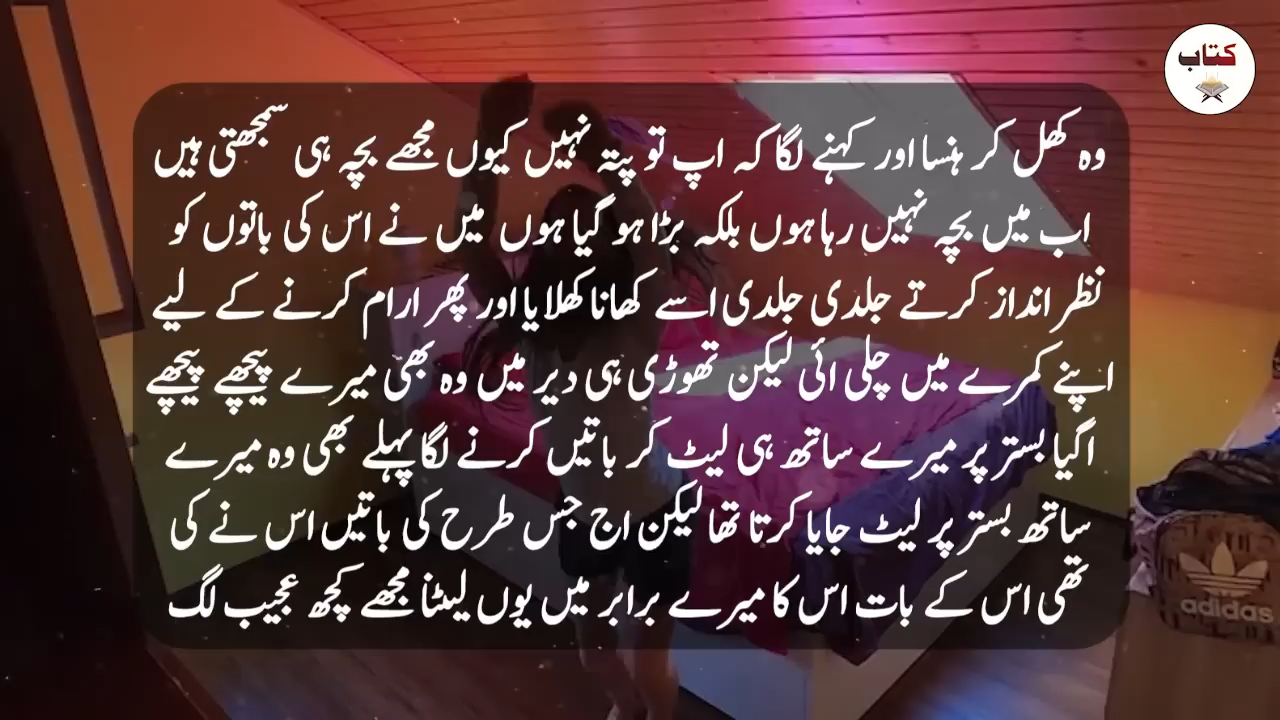 کتاب
وہ کھل کر ہنسا اور کہنے لگا کہ اپ تو پتہ نہیں کیوں مجھے بچہ ہی سمجھتی ہیں
اب میں بچہ نہیں رہا ہوں بلکہ بڑا ہو گیا ہوں میں نے اس کی باتوں کو
نظر انداز کرتے جلدی جلدی اسے کھانا کھلایا اور پھر ارام کرنے کے لیے
اپنے کمرے میں چلی ائی لیکن تھوڑی ہی دیر میں وہ بھی میرے پیچھے پیچھے
اگیا بستر پر میرے ساتھ ہی لیٹ کر باتیں کرنے لگا پہلے بھی وہ میرے
ساتھ بستر پر لیٹ جایا کرتا تھا لیکن اج جس طرح کی باتیں اس نے کی
تھی اس کے بات اس کا میرے برابر میں یوں لیٹنا مجھے کچھ عجیب لگ
adidas